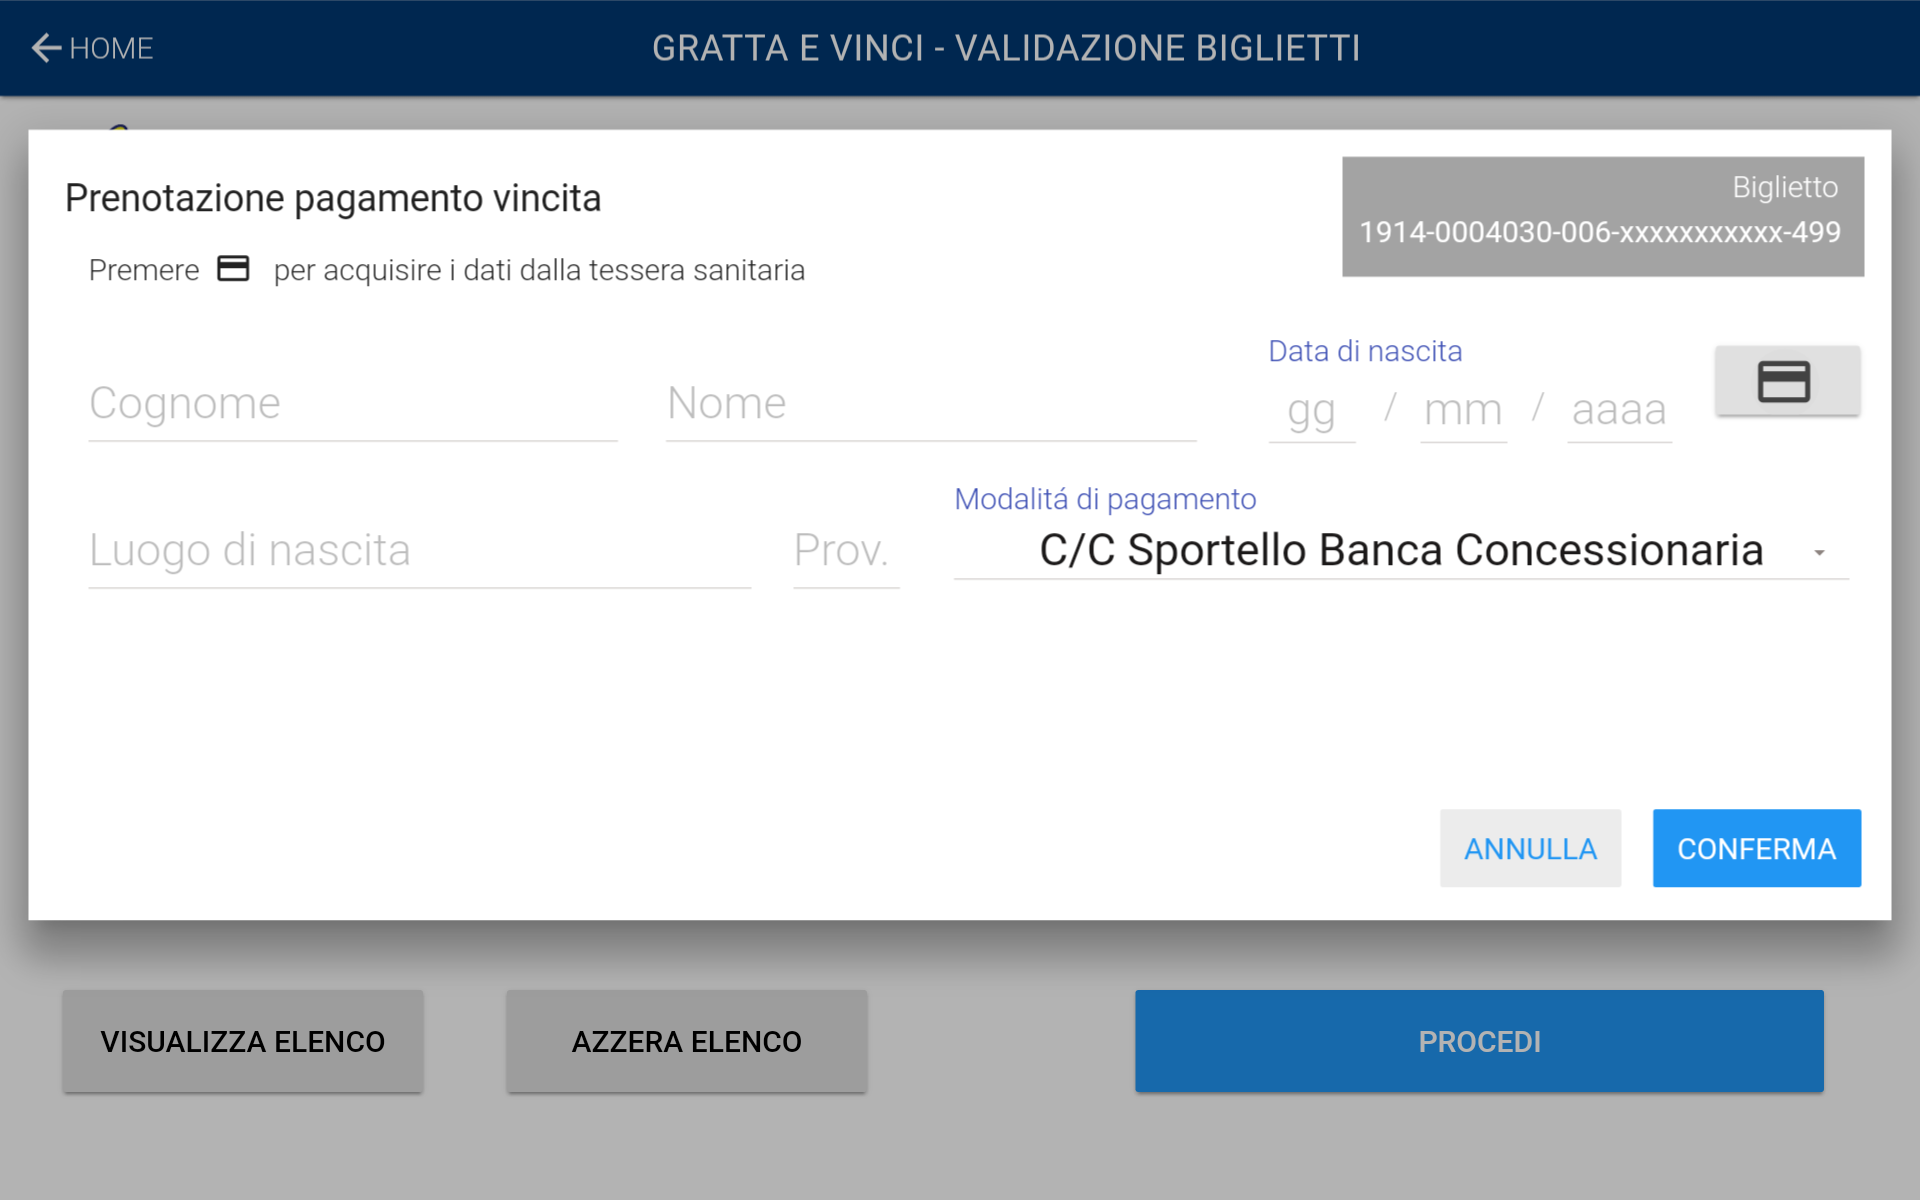 HOME
GRATTA E VINCI - VALIDAZIONE BIGLIETTI
Prenotazione pagamento vincita
Biglietto
1914-0004030-006-xxxxxxxxxxx-499
Premere per acquisire i dati dalla tessera sanitaria
Data di nascita
Cognome
Nome
gg / mm / aaaa
Modalitá di pagamento
Luogo di nascita
Prov.
C/C Sportello Banca Concessionaria
ANNULLA
CONFERMA
VISUALIZZA ELENCO
AZZERA ELENCO
PROCEDI